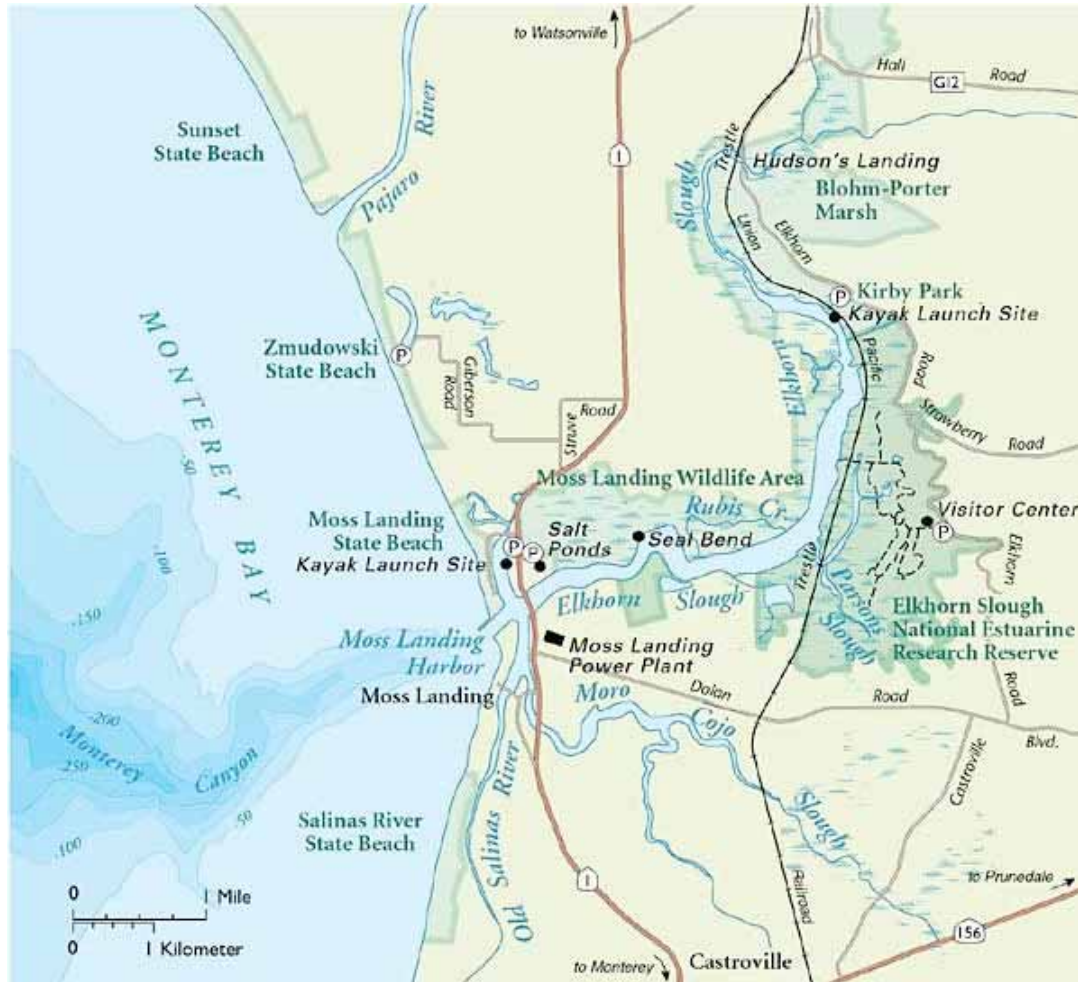 to Watsonville
Hall
Road
G12
River
Sunset
State Beach
1
Trestle
Hudson's Landing
Pajaro
Blohm-Porter
Marsh
Slough
Union
Elkhorn
P
Kirby Park
Kayak Launch Site
MONTEREY BAY
Zmudowski
State Beach
P
Giberson
Road
Pacific
Road
Elkhorn
Struve
Road
Strawberry
Road
-50
Moss Landing Wildlife Area
Rubis Cr.
Visitor Center
P
Moss Landing
State Beach
Kayak Launch Site
P
P
Salt
Ponds
Seal Bend
-100
Trestle
Elkhorn
Elkhorn
Slough
Parsons
Slough
-150
Elkhorn Slough
National Estuarine
Research Reserve
Moss Landing
Harbor
Moss Landing
Power Plant
Moss Landing
Dolan
Road
Road
Moro
Cojo
Slough
Blvd.
-200
Monterey
Canyon
-250
Castroville
-50
River
Salinas
Old
Salinas River
State Beach
-100
to Prunedale
1
Railroad
0
1 Mile
0
1 Kilometer
156
to Monterey
Castroville